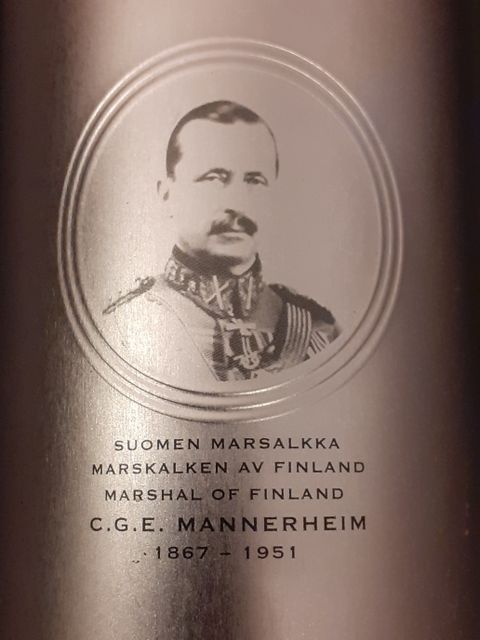 SUOMEN MARSALKKA
MARSKALKEN AV FINLAND
MARSHAL OF FINLAND
C.G.E. MANNERHEIM
1867 – 1951